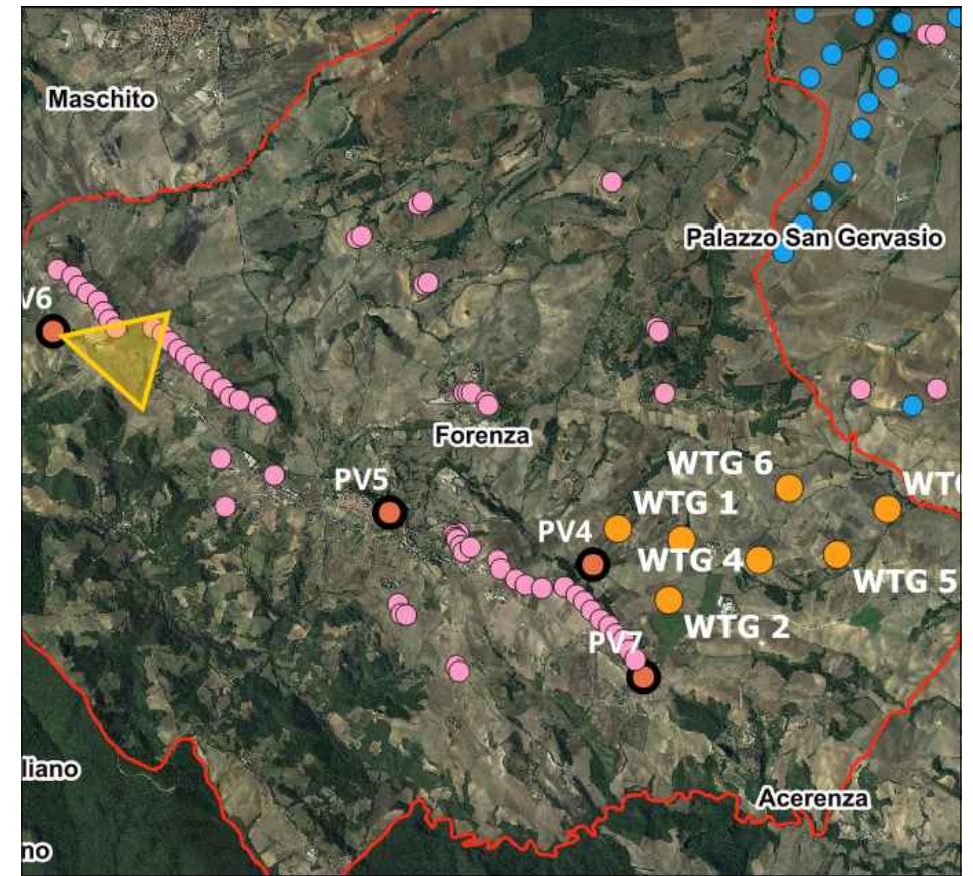 Maschito
Palazzo San Gervasio
V6
Forenza
WTG 6
PV5
WTG 1
WTG
PV4
WTG 4
WTG 5
WTG 2
PV7
liano
Acerenza
no